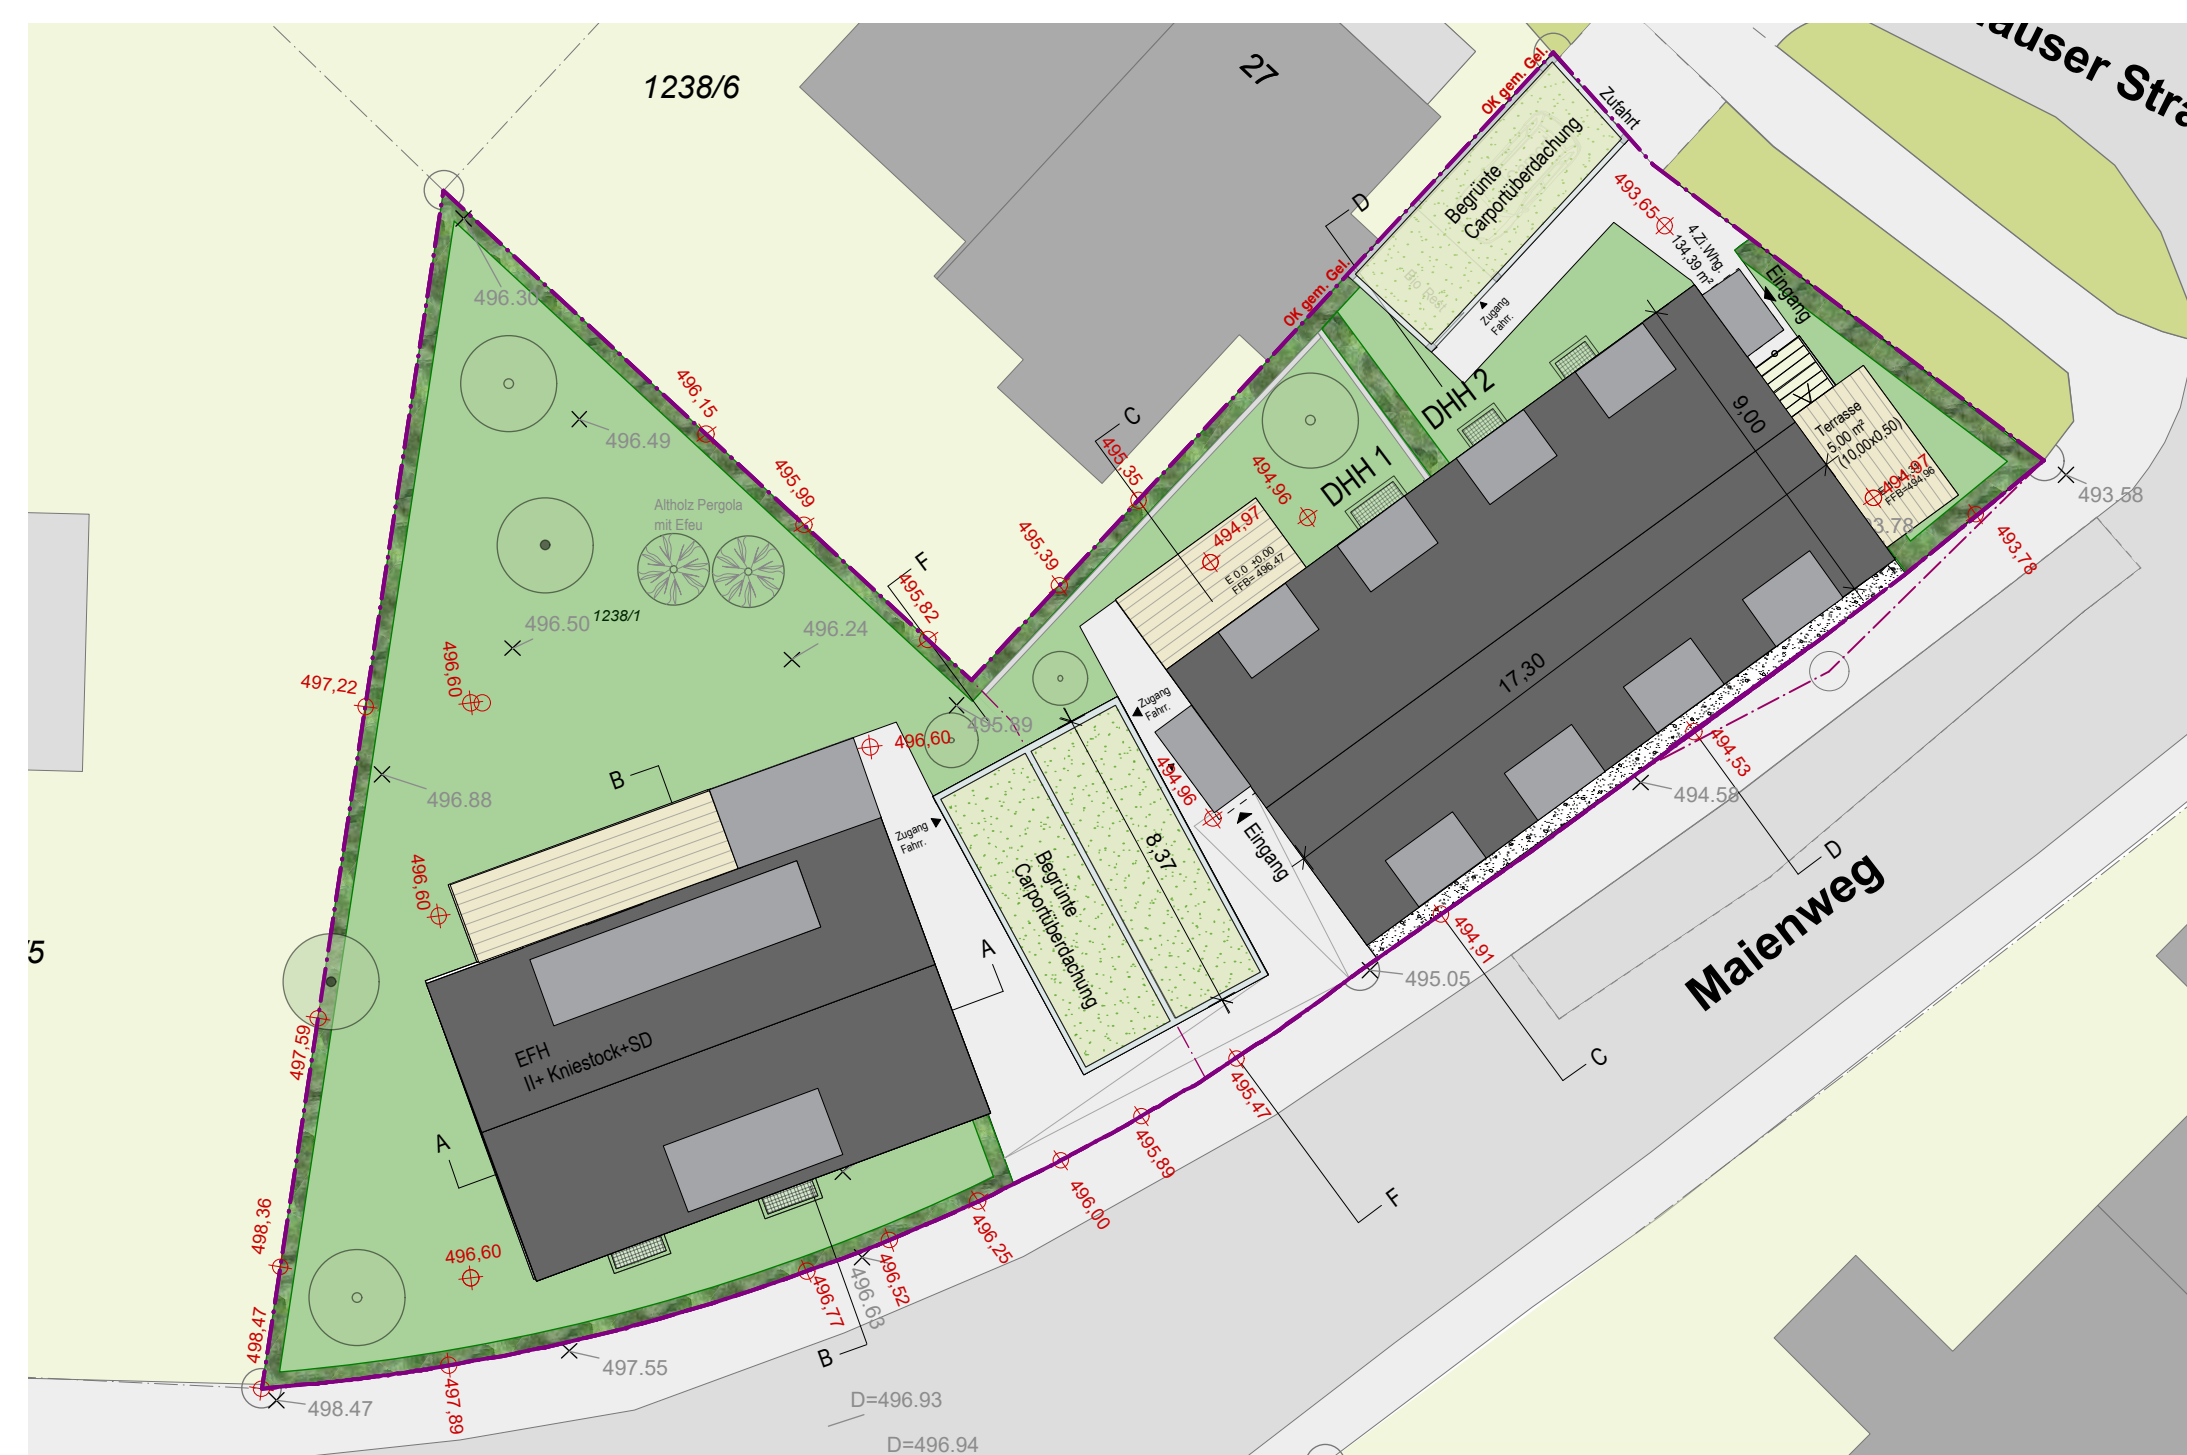 1238/6
27
OK gem. Gel.
Zufahrt
Begrünte
Carportüberdachung
Bio Rest
OK gem. Gel.
D
493,65
4.Zi.Whg.
134,39 m²
Eingang
Zugang
Fahrr.
496.30
496,15
496.49
495,99
Altholz Pergola
mit Efeu
496.50
1238/1
496.24
496,60
497,22
495,82
F
495,39
495,35
C
494,96
DHH 1
DHH 2
494,97
E 0.0 ±0.00
FFB= 496,47
9,00
17,30
Terrasse
5,00 m²
(10,00x0,50)
494,97
FFB=494,96
3.78
493.58
493,78
495.89
496,60
Zugang
Fahrr.
494,96
Eingang
8,37
Begrünte
Carportüberdachung
Zugang
Fahrr.
B
496.88
496,60
/5
497,59
EFH
II+ Kniestock+SD
A
A
494,53
494.58
D
Maienweg
494,91
495.05
C
495,47
F
495,89
496,00
496,25
496,52
496.63
496,77
B
498,36
496,60
498,47
498.47
497,89
497.55
D=496.93
D=496.94